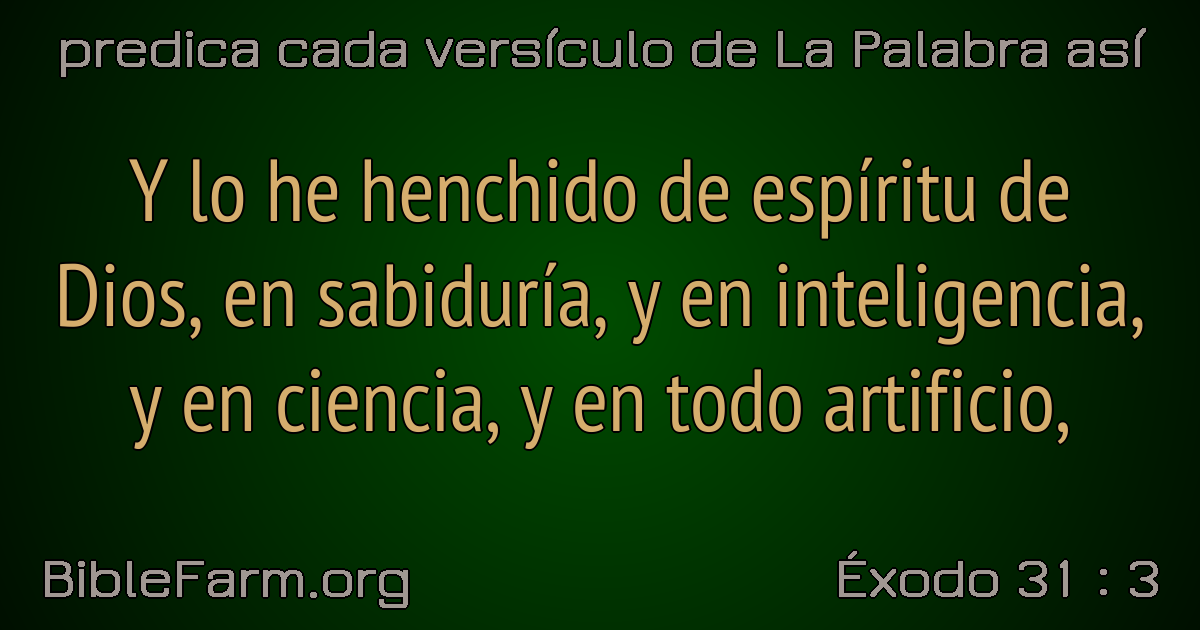 predica cada versículo de La Palabra así
Y lo he henchido de espíritu de
Dios, en sabiduría, y en inteligencia,
y en ciencia, y en todo artificio,
BibleFarm.org
Éxodo 31 : 3